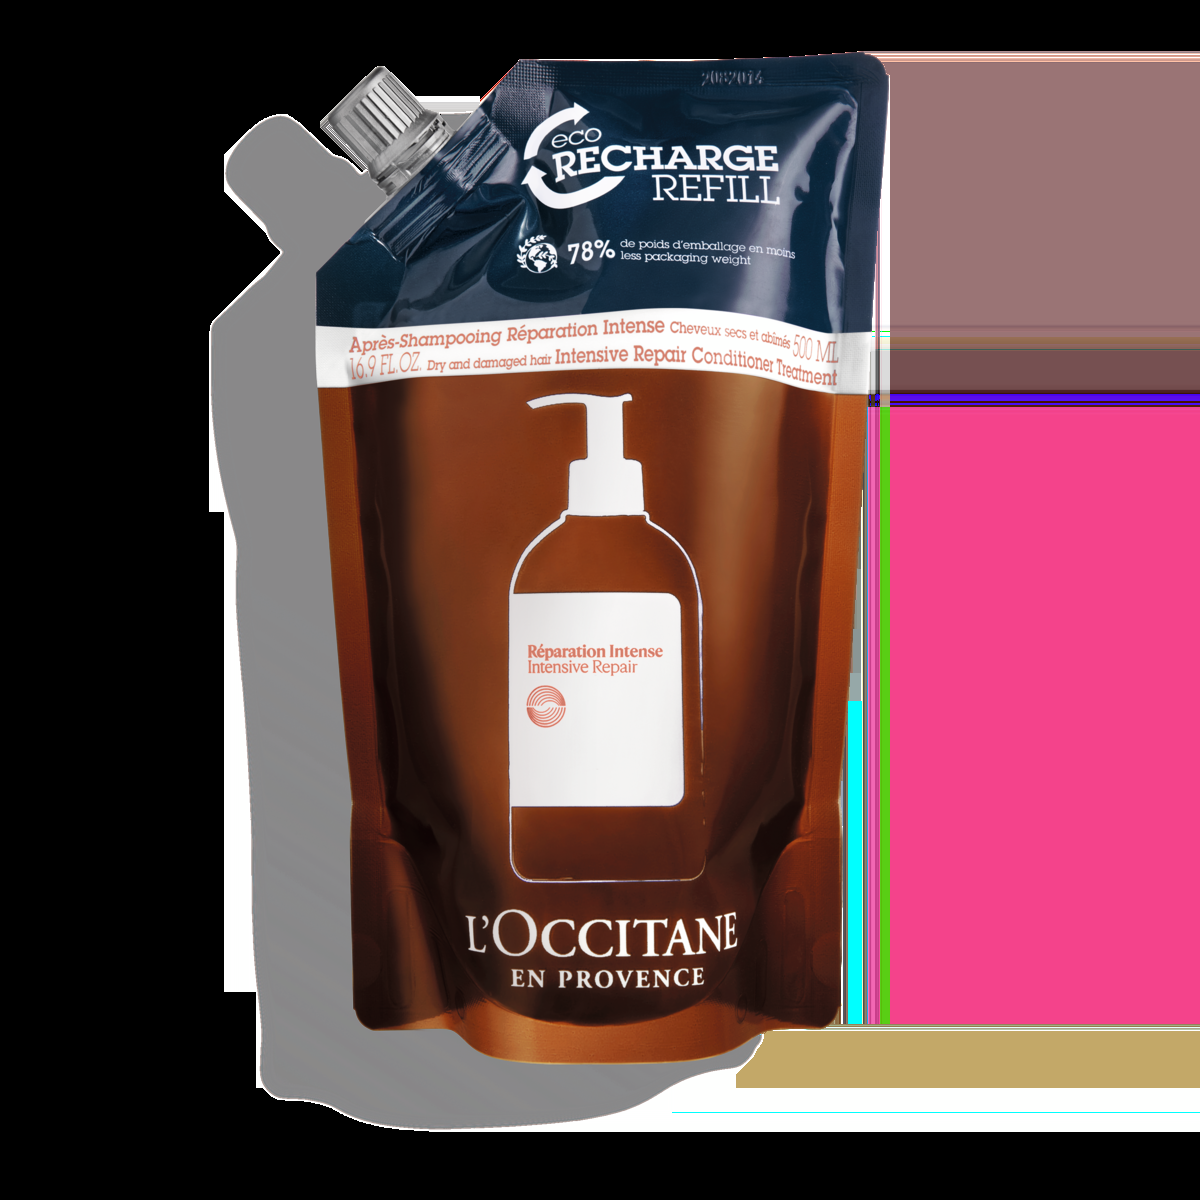 2082014
eco
RECHARGE
REFILL
78% de poids d'emballage en moins
less packaging weight
Après-Shampooing Réparation Intense Cheveux secs et abîmés 500 ML
16.9 FL.OZ. Dry and damaged hair Intensive Repair Conditioner Treatment
Réparation Intense
Intensive Repair
L'OCCITANE
EN PROVENCE